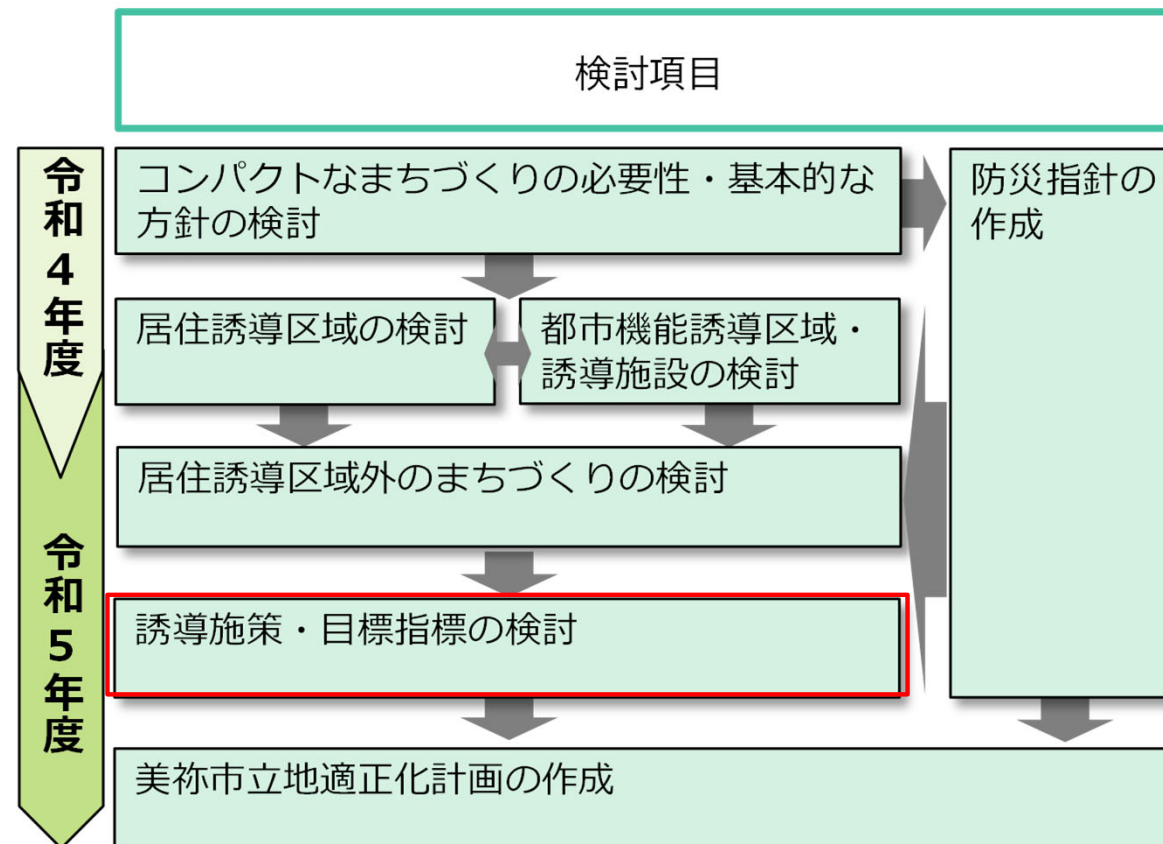 検討項目
令和4年度
令和5年度
コンパクトなまちづくりの必要性・基本的な
方針の検討
防災指針の
作成
居住誘導区域の検討
都市機能誘導区域・
誘導施設の検討
居住誘導区域外のまちづくりの検討
誘導施策・目標指標の検討
美祢市立地適正化計画の作成